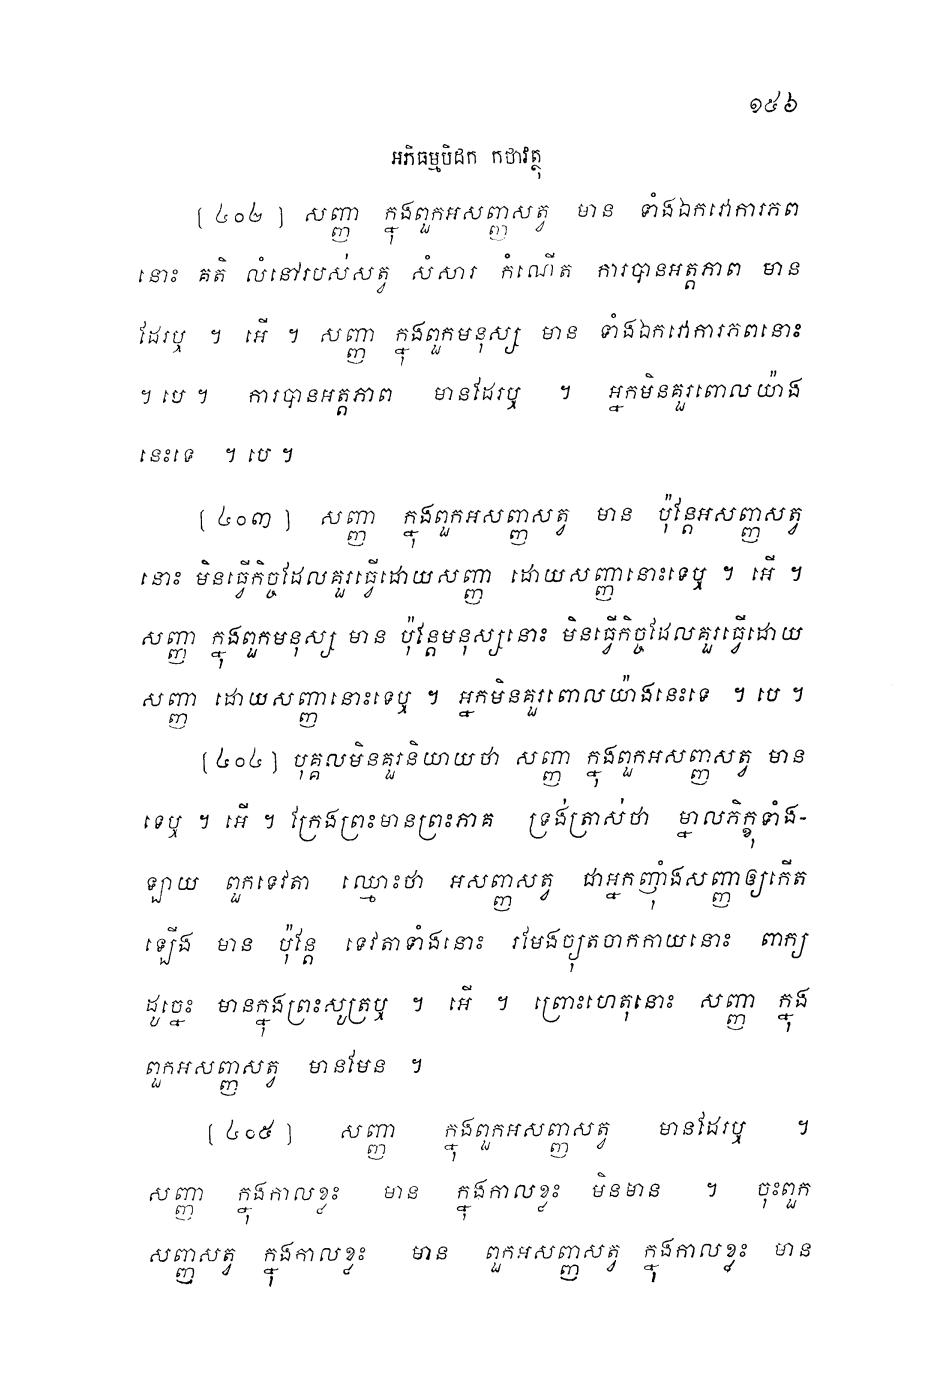 ១៥៦
អភិធម្មបិដក កថាវត្ថុ
(៤០២) សញ្ញា ក្នុងពួកអសញ្ញសត្វ មាន ទាំងឯកវោការភព
នោះ គតិ លំនៅរបស់សត្វ សំសារ កំណើត ការបានអត្តភាព មាន
ដែរឬ ។ អើ ។ សញ្ញា ក្នុងពួកមនុស្ស មាន ទាំងឯកវោការភពនោះ
។ បេ ។ ការបានអត្តភាព មានដែរឬ ។ អ្នកមិនគួរពោលយ៉ាង
នេះទេ ។ បេ ។
(៤០៣) សញ្ញា ក្នុងពួកអសញ្ញសត្វ មាន ប៉ុន្តែអសញ្ញសត្វ
នោះ មិនធ្វើកិច្ចដែលគួរធ្វើដោយសញ្ញា ដោយសញ្ញានោះទេឬ ។ អើ ។
សញ្ញា ក្នុងពួកមនុស្ស មាន ប៉ុន្តែមនុស្សនោះ មិនធ្វើកិច្ចដែលគួរធ្វើដោយ
សញ្ញា ដោយសញ្ញានោះទេឬ ។ អ្នកមិនគួរពោលយ៉ាងនេះទេ ។ បេ ។
(៤០៤) បុគ្គលមិនគួរនិយាយថា សញ្ញា ក្នុងពួកអសញ្ញសត្វ មាន
ទេឬ ។ អើ ។ ក្រែងព្រះមានព្រះភាគ ទ្រង់ត្រាស់ថា ម្នាលភិក្ខុទាំង-
ឡាយ ពួកទេវតា ឈ្មោះថា អសញ្ញសត្វ ជាអ្នកញ៉ាំងសញ្ញាឲ្យកើត
ឡើង មាន ប៉ុន្តែ ទេវតាទាំងនោះ រមែងច្យុតចាកកាយនោះ ពាក្យ
ដូច្នេះ មានក្នុងព្រះសូត្រឬ ។ អើ ។ ព្រោះហេតុនោះ សញ្ញា ក្នុង
ពួកអសញ្ញសត្វ មានមែន ។
(៤០៥) សញ្ញា ក្នុងពួកអសញ្ញសត្វ មានដែរឬ ។
សញ្ញា ក្នុងកាលខ្លះ មាន ក្នុងកាលខ្លះ មិនមាន ។ ចុះពួក
សញ្ញសត្វ ក្នុងកាលខ្លះ មាន ពួកអសញ្ញសត្វ ក្នុងកាលខ្លះ មាន